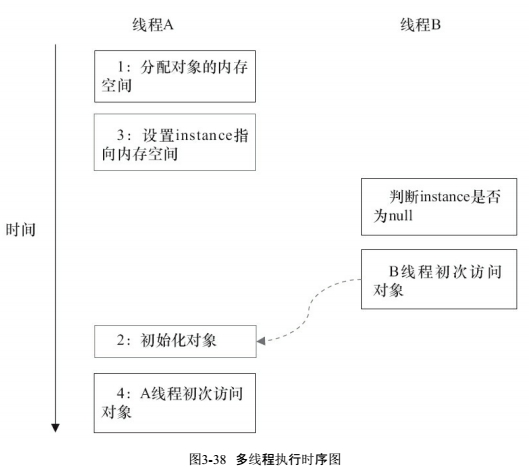 线程A
线程B
1：分配对象的内存
空间
3：设置instance指
向内存空间
判断instance是否
为null
时间
B线程初次访问
对象
2：初始化对象
4：A线程初次访问
对象
图3-38 多线程执行时序图